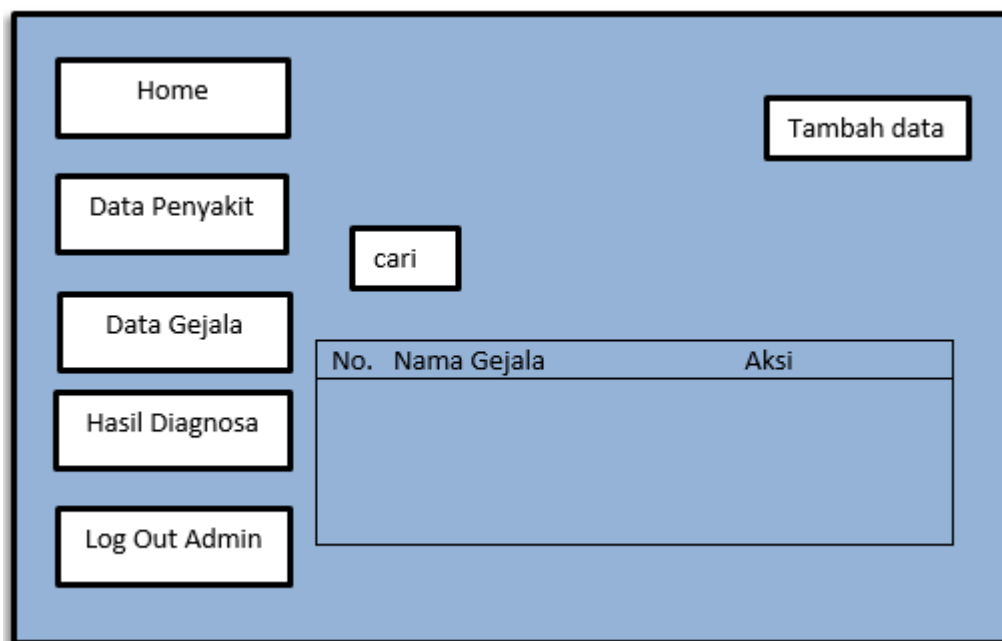 Home
Tambah data
Data Penyakit
cari
Data Gejala
No. Nama Gejala Aksi
Hasil Diagnosa
Log Out Admin